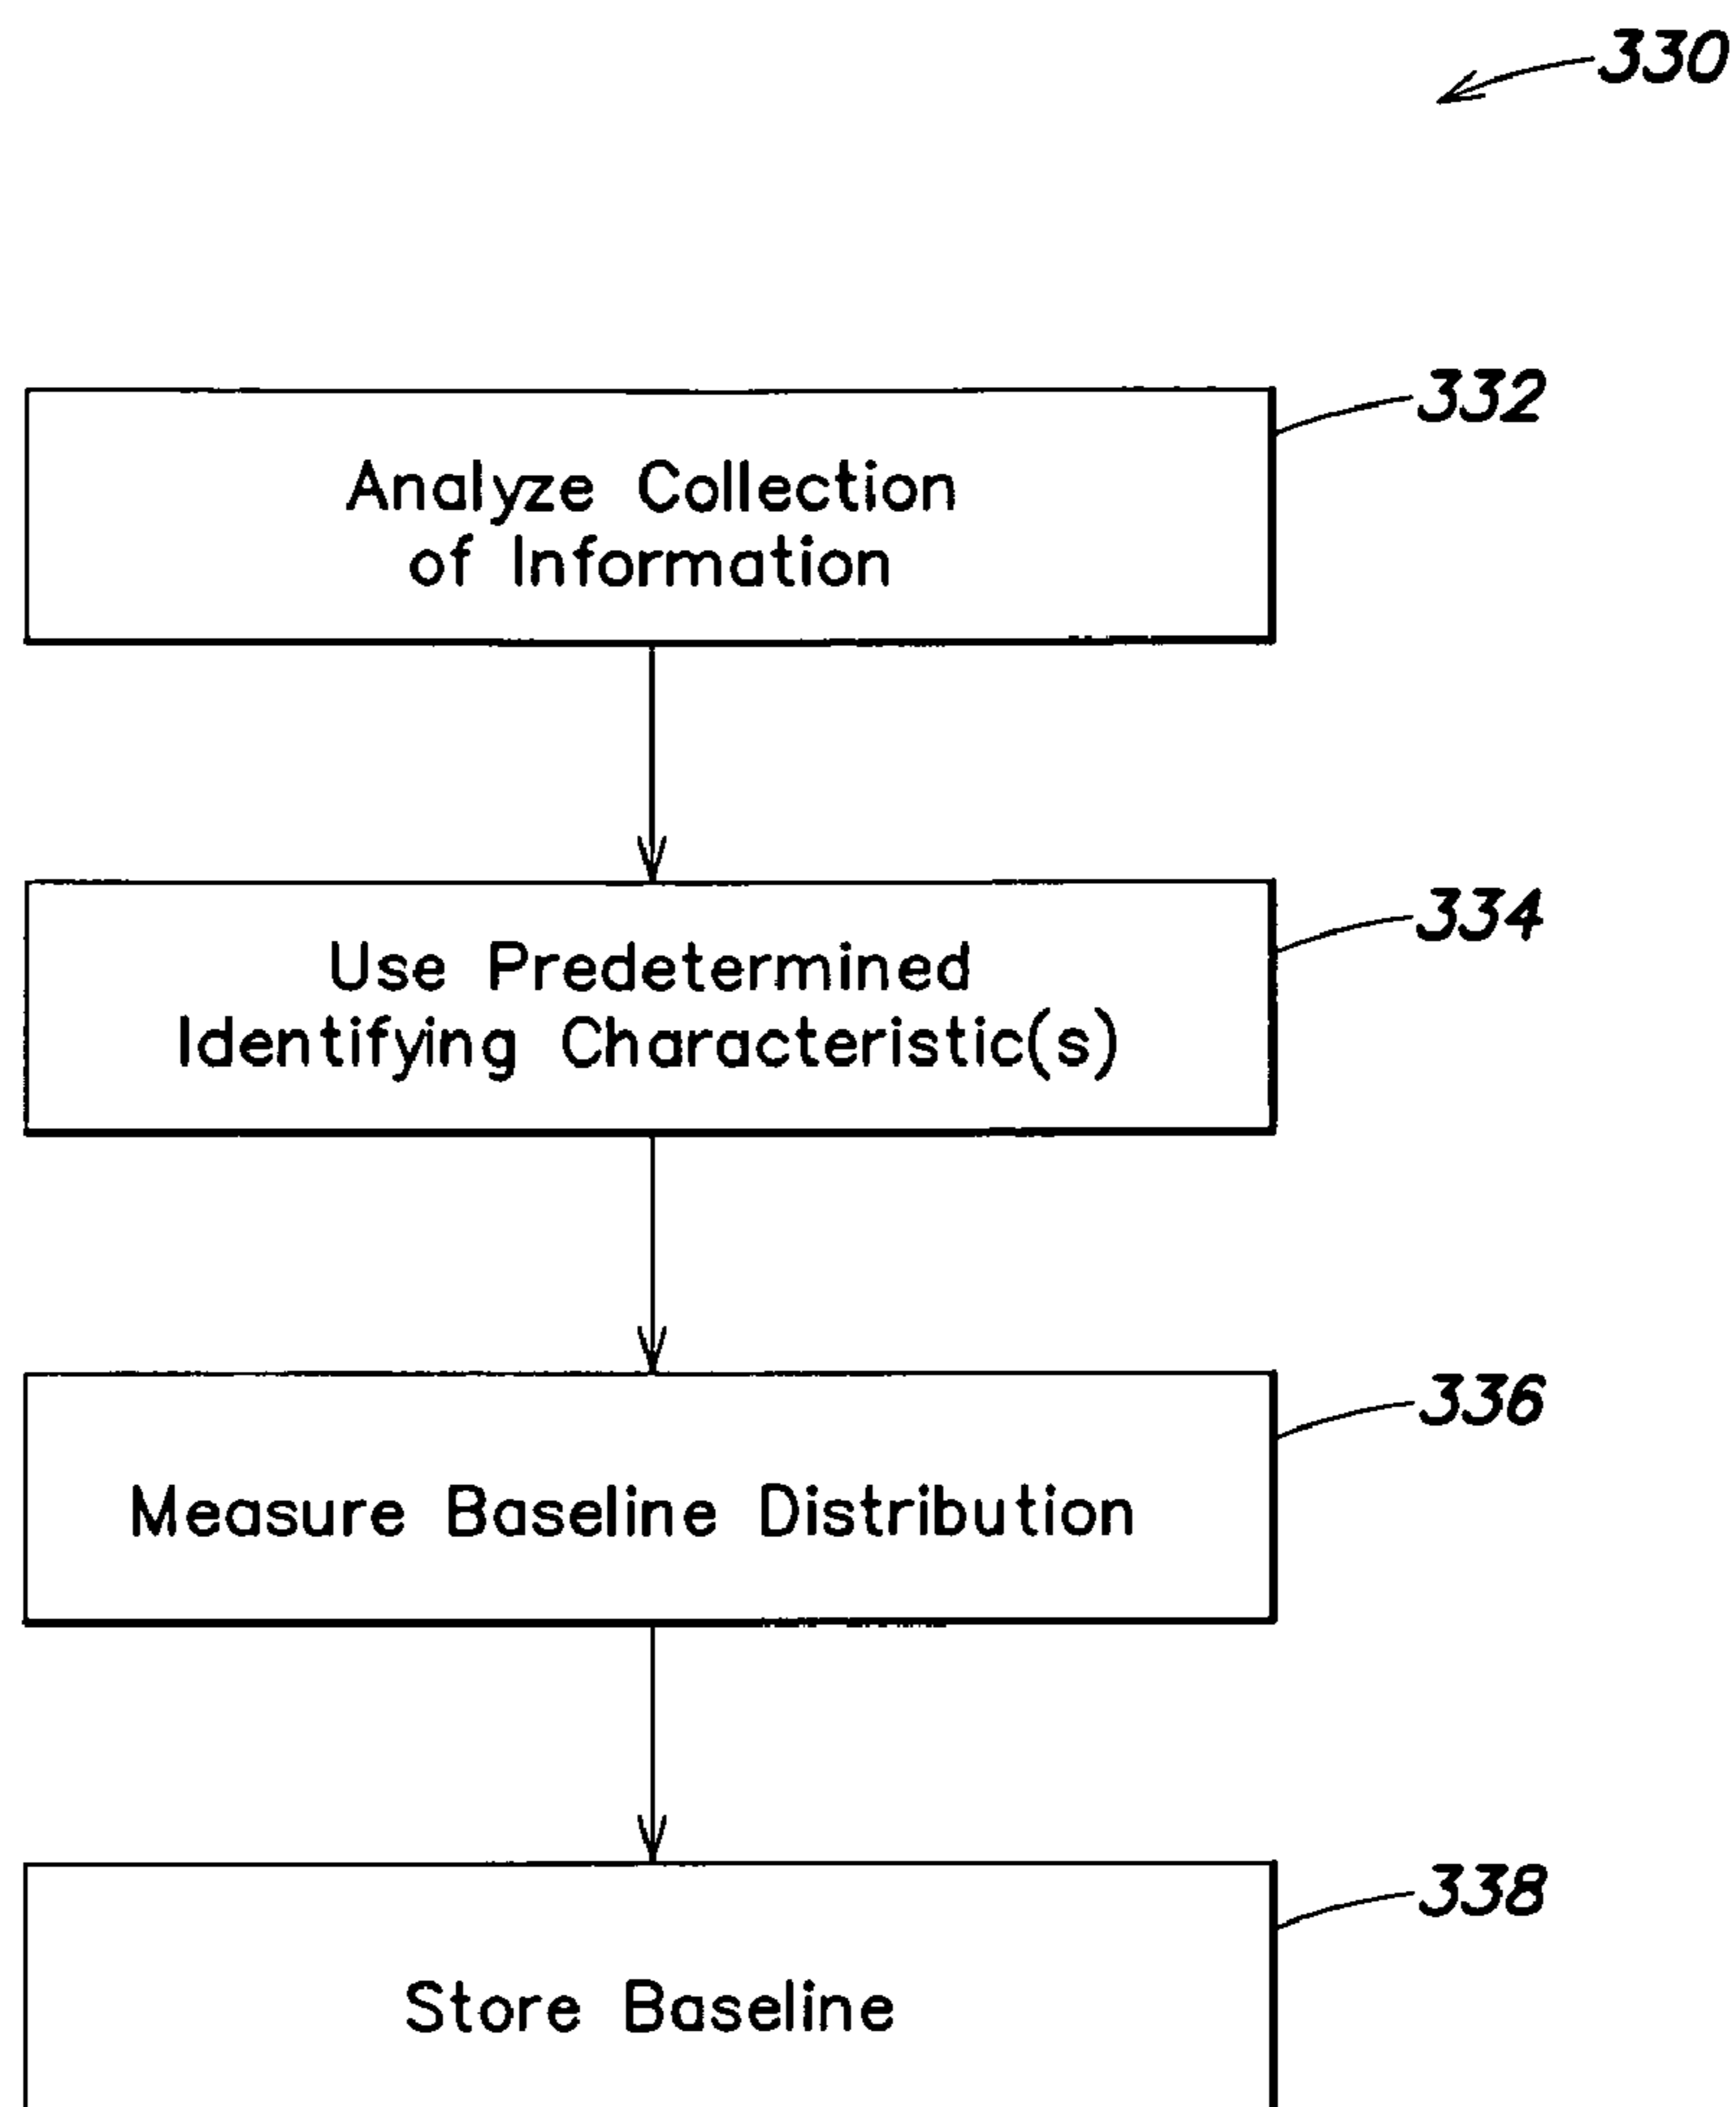 330
332
Analyze Collection
of Information
334
Use Predetermined
Identifying Characteristic(s)
336
Measure Baseline Distribution
338
Store Baseline